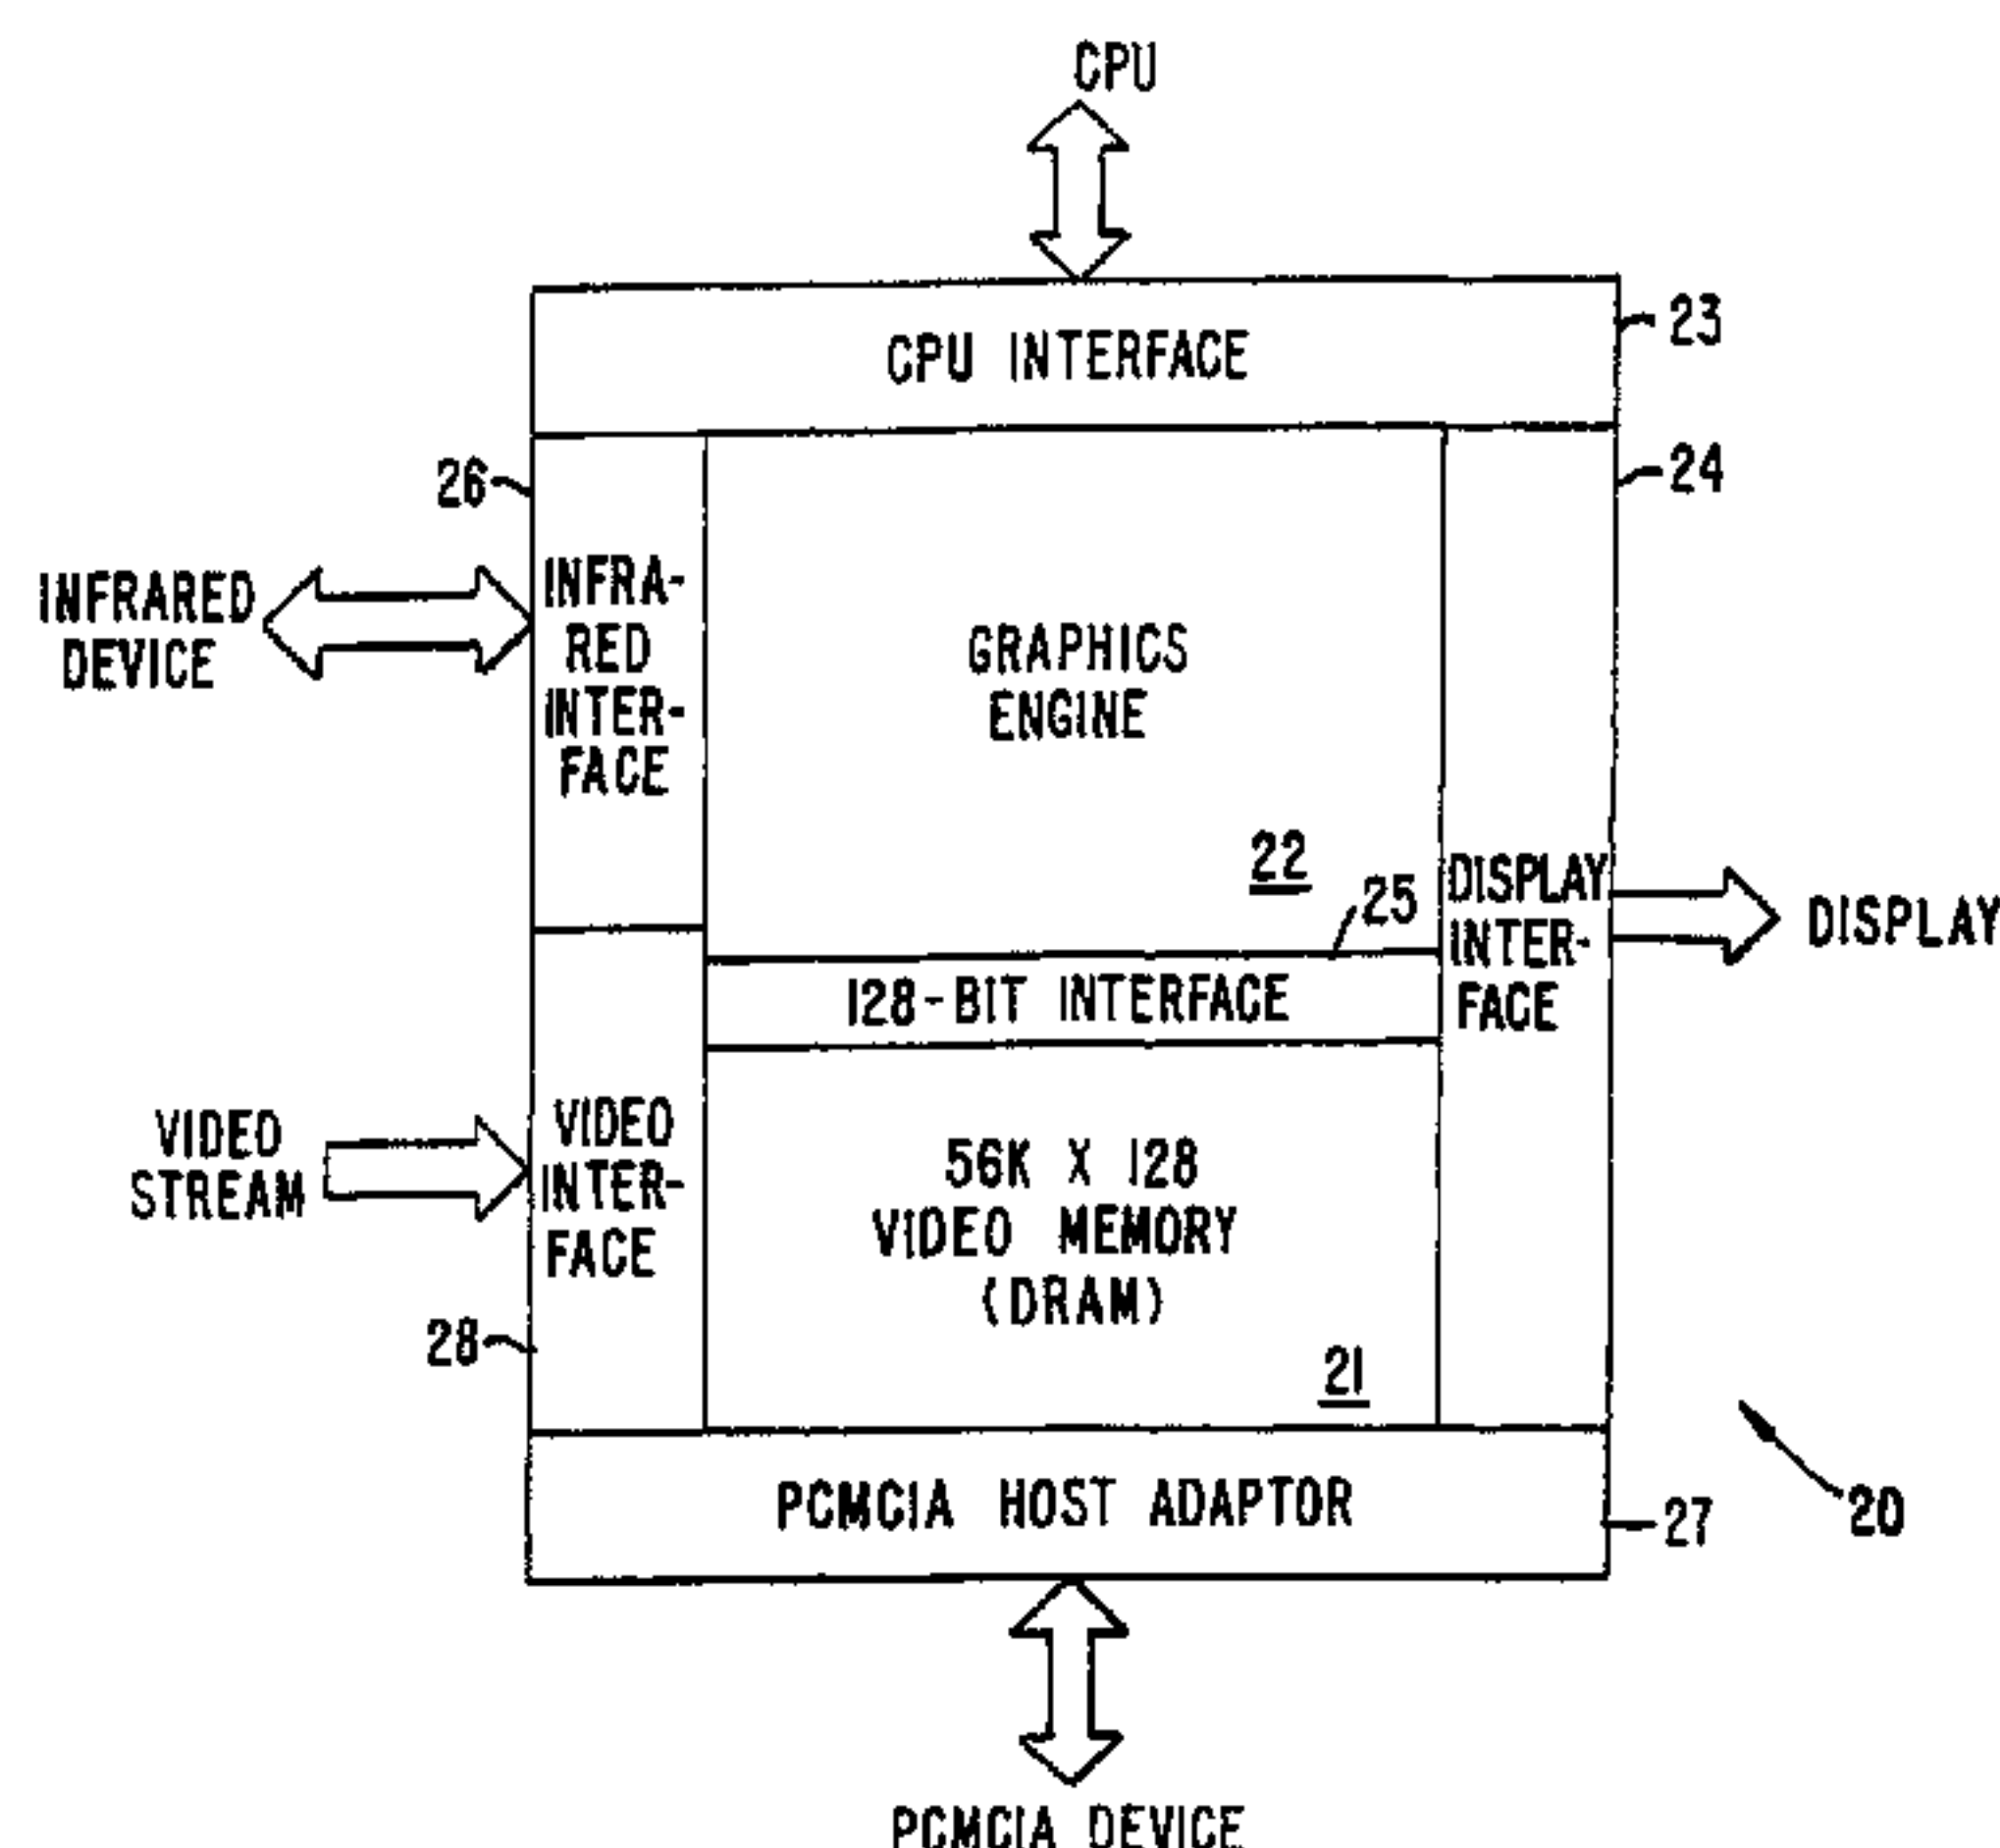 CPU
CPU INTERFACE
23
26
24
INFRARED
DEVICE
INFRA-
RED
INTER-
FACE
GRAPHICS
ENGINE
22
25
DISPLAY
INTER-
FACE
DISPLAY
128-BIT INTERFACE
VIDEO
STREAM
VIDEO
INTER-
FACE
28
56K X 128
VIDEO MEMORY
(DRAM)
21
PCMCIA HOST ADAPTOR
27
20
PCMCIA DEVICE